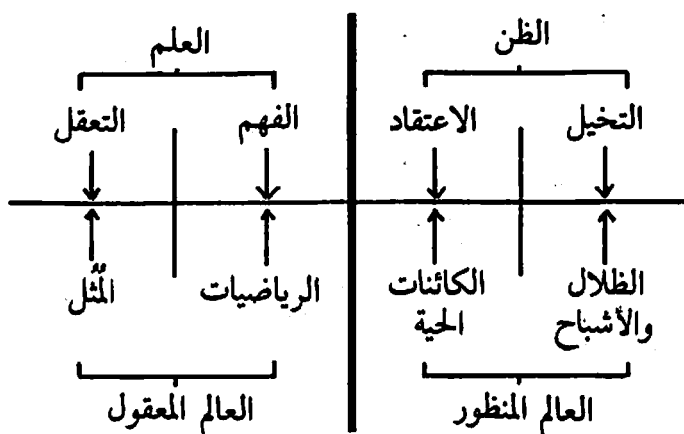 الظن
العلم
التخيل
الاعتقاد
الفهم
التعقل
الظلال والأشباح
الكائنات الحية
الرياضيات
المُثل
العالم المنظور
العالم المعقول